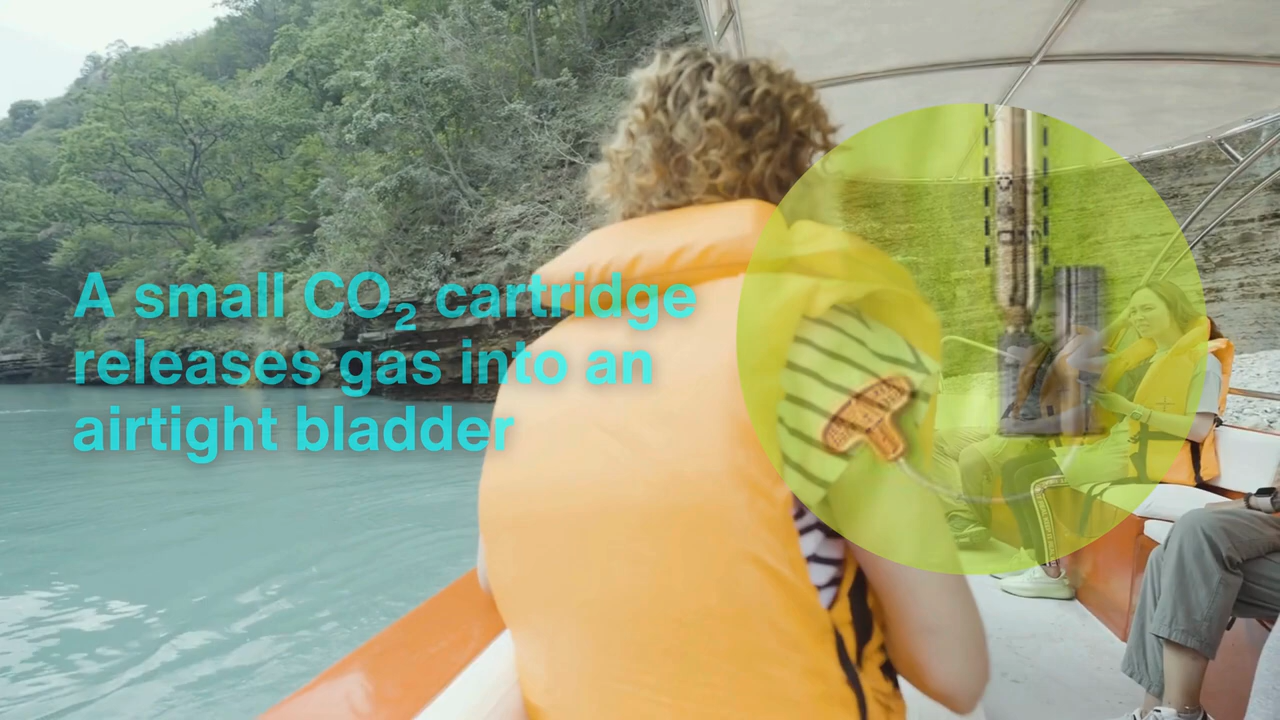 A small CO₂ cartridge
releases gas into an
airtight bladder